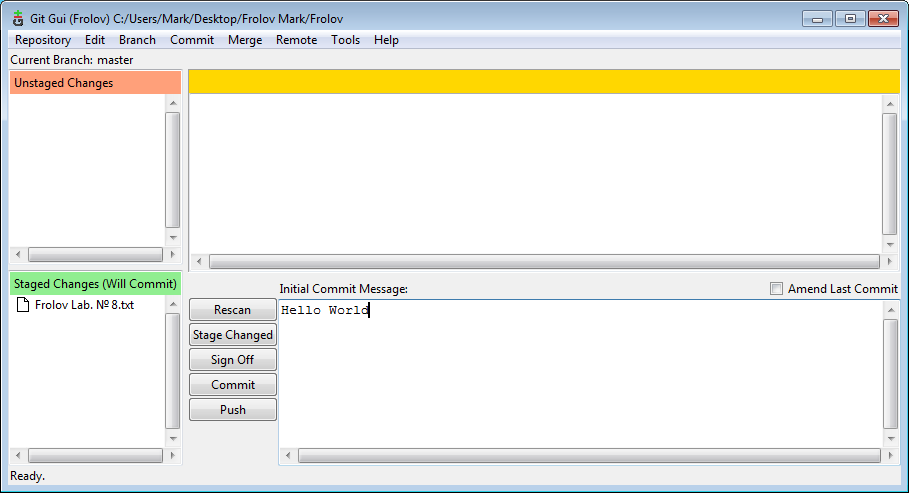 Git Gui (Frolov) C:/Users/Mark/Desktop/Frolov Mark/Frolov
Repository Edit Branch Commit Merge Remote Tools Help
Current Branch: master
Unstaged Changes
Staged Changes (Will Commit)
Frolov Lab. № 8.txt
Initial Commit Message:
Amend Last Commit
Rescan
Hello World
Stage Changed
Sign Off
Commit
Push
Ready.